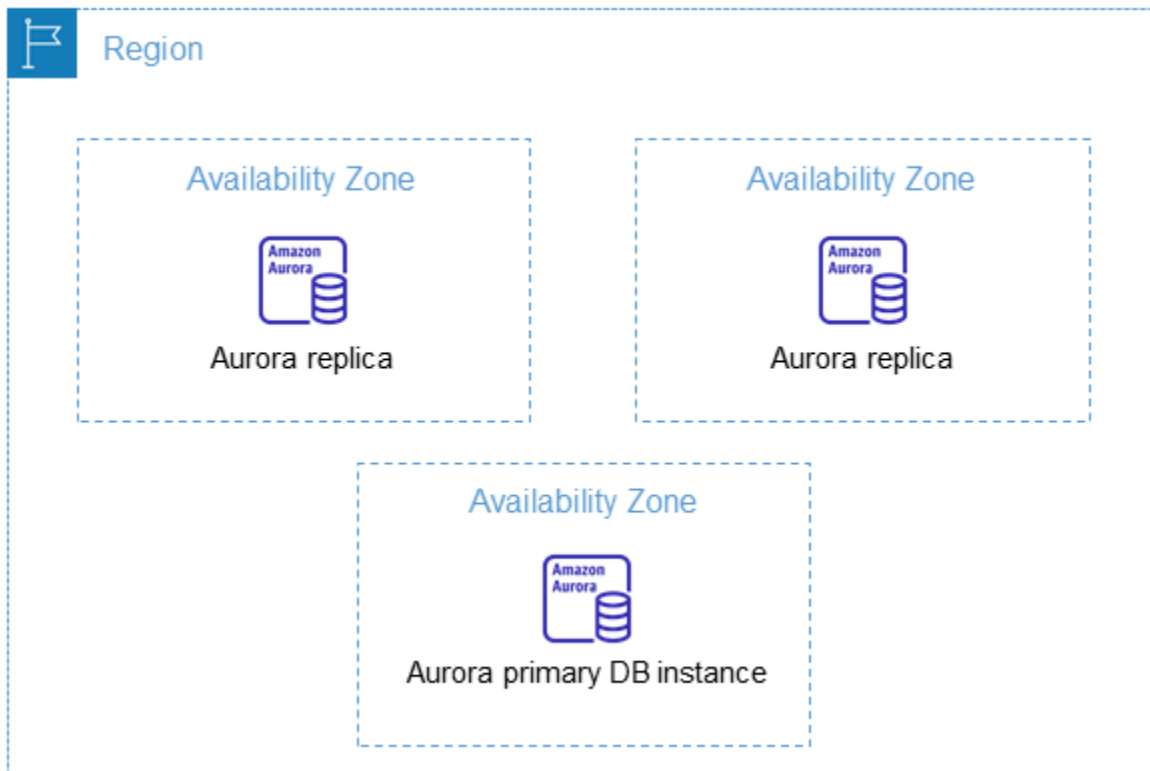 Region
Availability Zone
Amazon
Aurora
Aurora replica
Availability Zone
Amazon
Aurora
Aurora replica
Availability Zone
Amazon
Aurora
Aurora primary DB instance